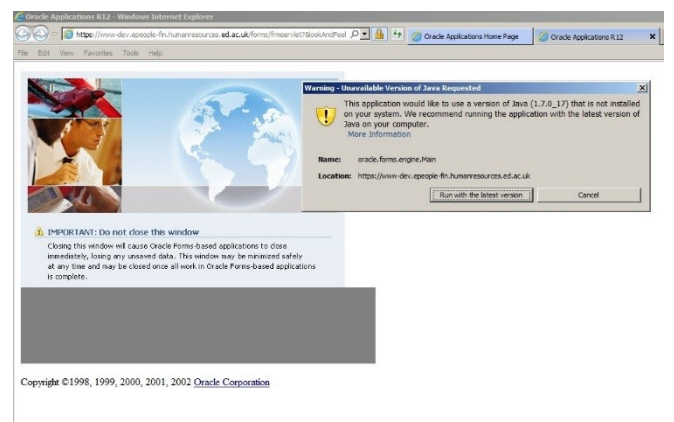 Oracle Applications R12 - Windows Internet Explorer
https://www-dev.epeople-fin.humanresources.ed.ac.uk/forms/frmservlet?
Oracle Applications Home Page
Oracle Applications R12
File Edit View Favorites Tools Help
Warning - Unavailable Version of Java Requested
This application would like to use a version of Java (1.7.0_17) that is not installed
on your system. We recommend running the application with the latest version of
Java on your computer.
More Information
Name: oracle.forms.engine.Main
Location: https://www-dev.epeople-fin.humanresources.ed.ac.uk
Run with the latest version Cancel
IMPORTANT: Do not close this window
Closing this window will cause Oracle Forms-based applications to close
immediately, losing any unsaved data. This window may be minimized safely
at any time and may be closed once all work in Oracle Forms-based applications
is complete.
Copyright ©1998, 1999, 2000, 2001, 2002 Oracle Corporation